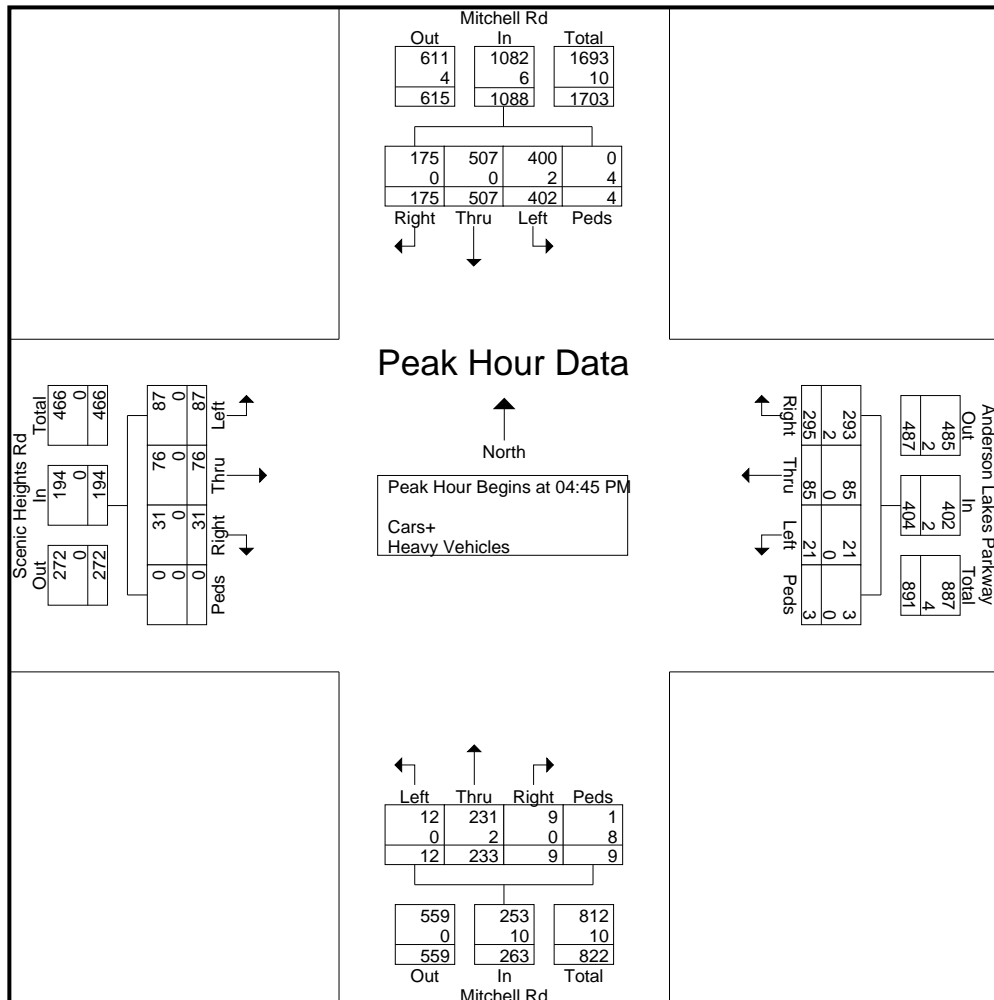 Mitchell Rd
Out In Total
611 1082 1693
4 6 10
615 1088 1703
175 507 400 0
0 0 2 4
175 507 402 4
Right Thru Left Peds
Peak Hour Data
North
Peak Hour Begins at 04:45 PM
Cars+
Heavy Vehicles
Scenic Heights Rd
Total In Out
466 194 272
0 0 0
466 194 272
87 76 31 0
0 0 0 0
87 76 31 0
Left Thru Right Peds
Anderson Lakes Parkway
Out In Total
485 402 887
2 2 4
487 404 891
293 85 21 3
2 0 0 0
295 85 21 3
Right Thru Left Peds
Left Thru Right Peds
12 231 9 1
0 2 0 8
12 233 9 9
559 253 812
0 10 10
559 263 822
Out In Total
Mitchell Rd